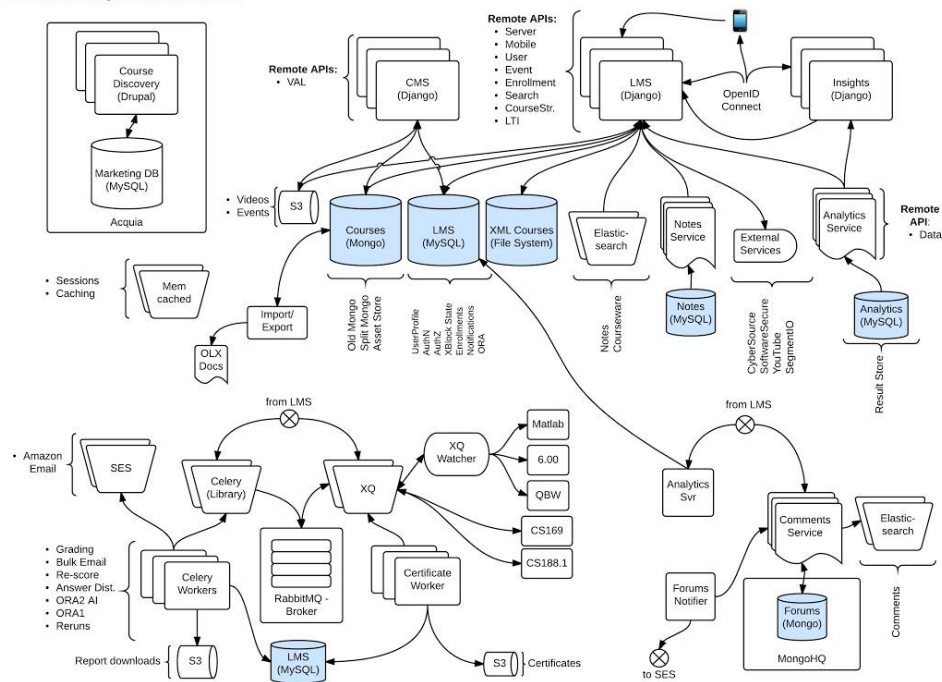 Course
Discovery
(Drupal)
Marketing DB
(MySQL)
Acquia
Remote APIs:
• VAL
CMS
(Django)
Remote APIs:
• Server
• Mobile
• User
• Event
• Enrollment
• Search
• CourseStr.
• LTI
LMS
(Django)
OpenID
Connect
Insights
(Django)
• Videos
• Events
S3
Courses
(Mongo)
LMS
(MySQL)
XML Courses
(File System)
Elastic-
search
Notes
Service
External
Services
Analytics
Service
Remote
API:
• Data
• Sessions
• Caching
Mem
cached
Import/
Export
OLX
Docs
Old Mongo
Split Mongo
Asset Store
UserProfile
AuthN
AuthZ
XBlock State
Enrollments
Notifications
ORA
Notes
Courseware
Notes
(MySQL)
CyberSource
SoftwareSecure
YouTube
SegmentIO
Analytics
(MySQL)
Result Store
from LMS
• Amazon
Email
SES
Celery
(Library)
XQ
XQ
Watcher
Matlab
6.00
QBW
CS169
CS188.1
• Grading
• Bulk Email
• Re-score
• Answer Dist.
• ORA2 AI
• ORA1
• Reruns
Celery
Workers
RabbitMQ -
Broker
Certificate
Worker
Report downloads
S3
LMS
(MySQL)
S3
Certificates
from LMS
Analytics
Svr
Comments
Service
Elastic-
search
Comments
Forums
Notifier
Forums
(Mongo)
MongoHQ
to SES